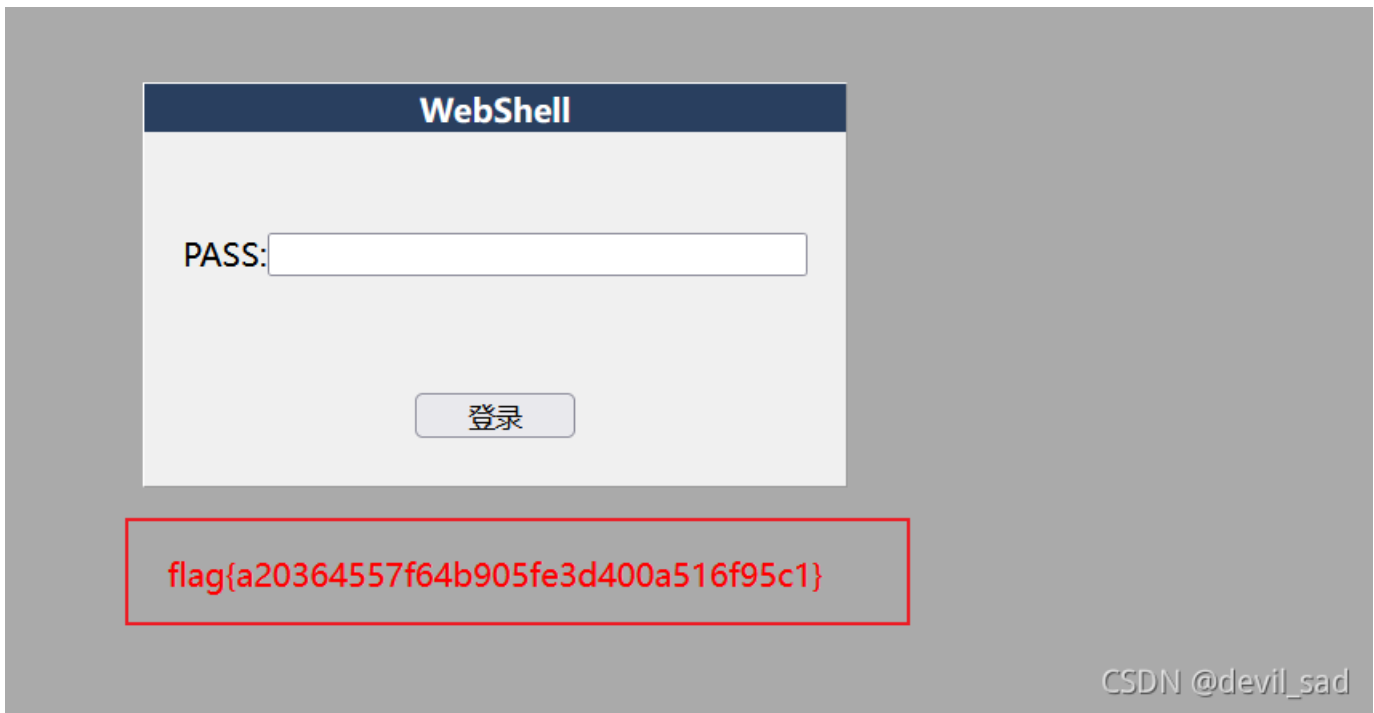 WebShell
PASS:
登录
flag{a20364557f64b905fe3d400a516f95c1}
CSDN @devil_sad